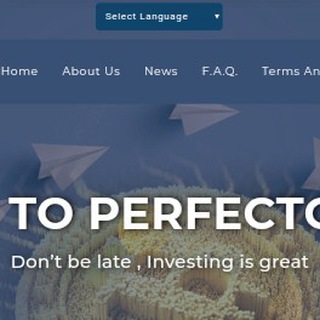 Select Language ▼
Home About Us News F.A.Q. Terms An
TO PERFECTO
Don't be late , Investing is great